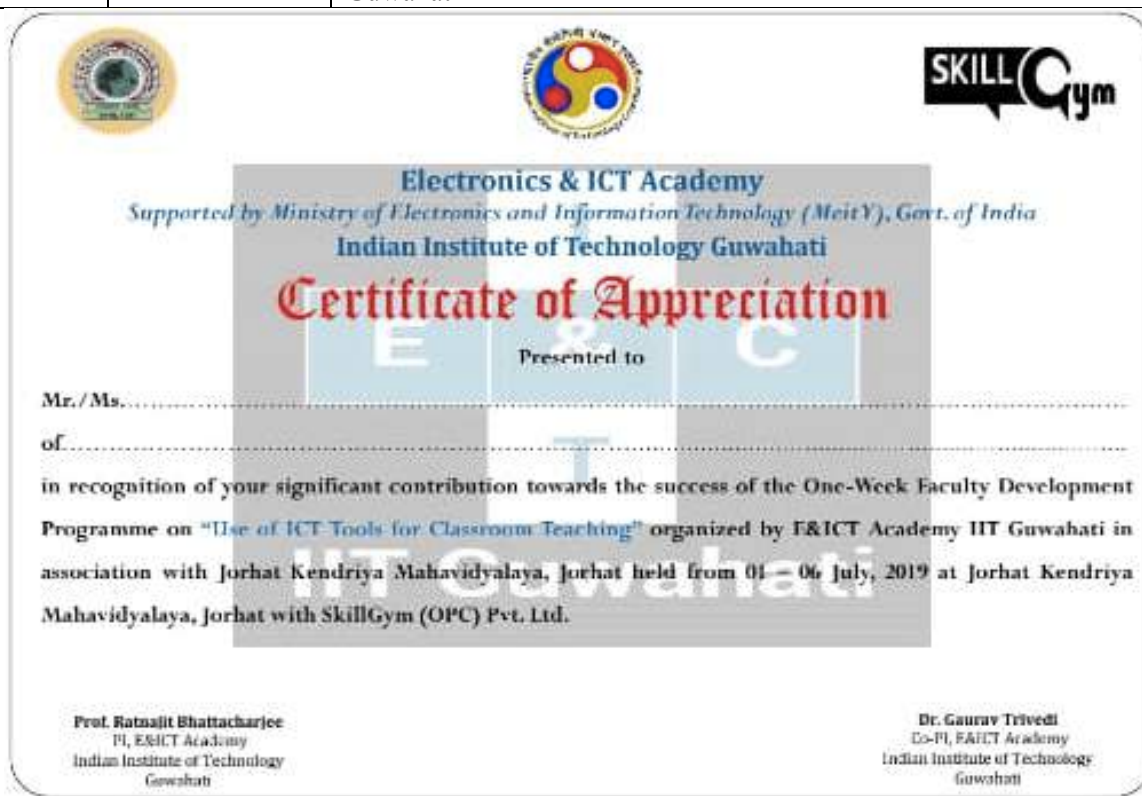 SKILL Gym
Electronics & ICT Academy
Supported by Ministry of Electronics and Information Technology (MeitY), Govt. of India
Indian Institute of Technology Guwahati
Certificate of Appreciation
E & C
Presented to
Mr./Ms.
of
T
in recognition of your significant contribution towards the success of the One-Week Faculty Development
Programme on "Use of ICT Tools for Classroom Teaching" organized by E&ICT Academy IIT Guwahati in
IIT Guwahati
association with Jorhat Kendriya Mahavidyalaya, Jorhat held from 01 – 06 July, 2019 at Jorhat Kendriya
Mahavidyalaya, Jorhat with SkillGym (OPC) Pvt. Ltd.
Prof. Ratnajit Bhattacharjee
PI, E&ICT Academy
Indian Institute of Technology
Guwahati
Dr. Gaurav Trivedi
Co-PI, E&ICT Academy
Indian Institute of Technology
Guwahati